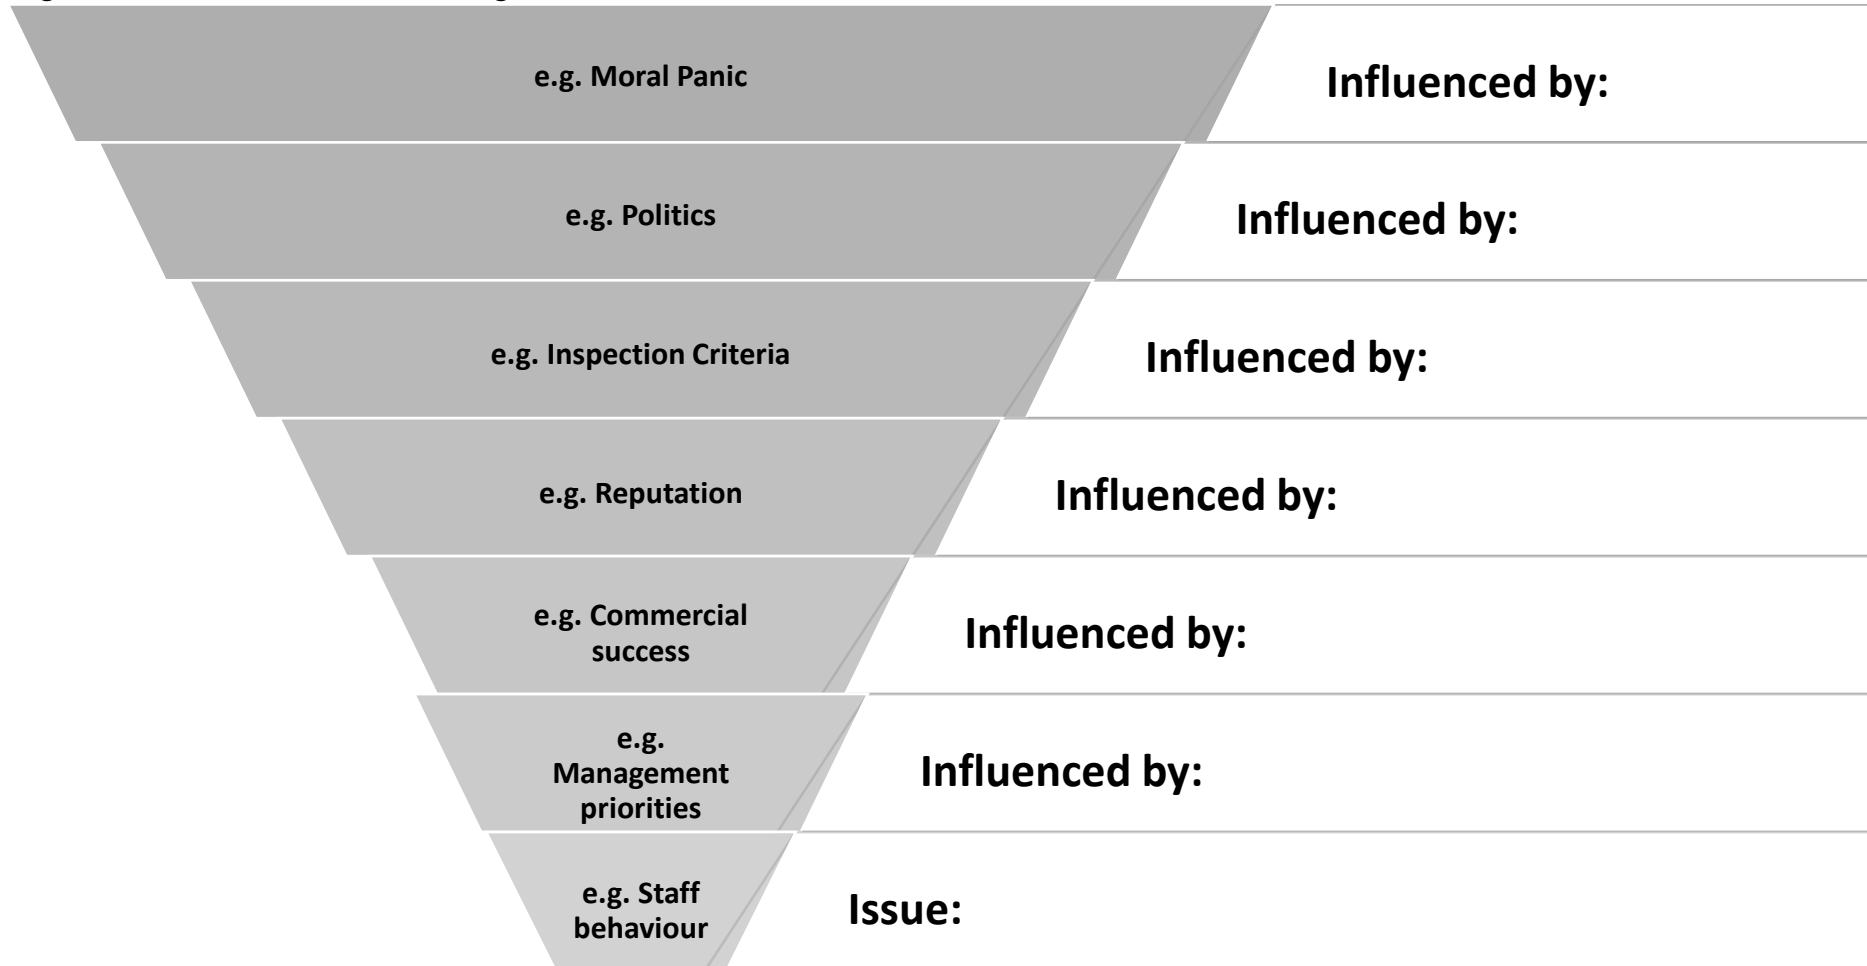 e.g. Moral Panic
Influenced by:
e.g. Politics
Influenced by:
e.g. Inspection Criteria
Influenced by:
e.g. Reputation
Influenced by:
e.g. Commercial
success
Influenced by:
e.g.
Management
priorities
Influenced by:
e.g. Staff
behaviour
Issue: